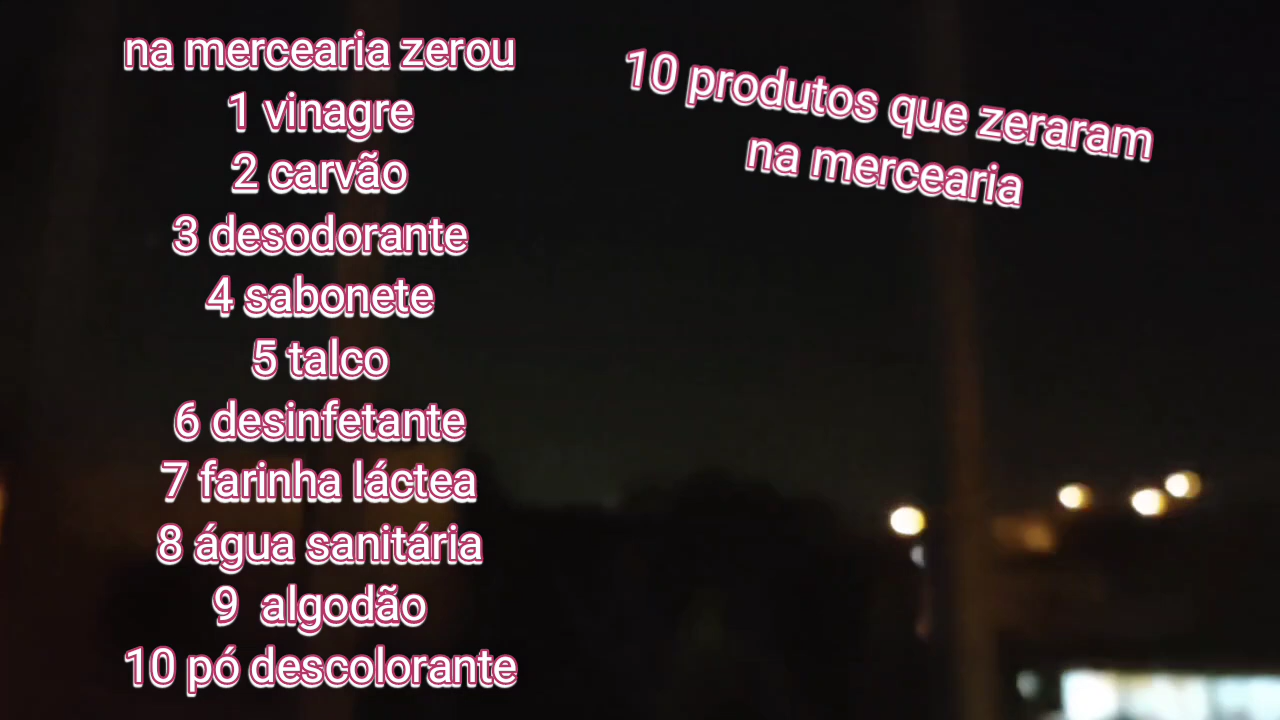 na mercearia zerou
1 vinagre
2 carvão
3 desodorante
4 sabonete
5 talco
6 desinfetante
7 farinha láctea
8 água sanitária
9 algodão
10 pó descolorante
10 produtos que zeraram
na mercearia